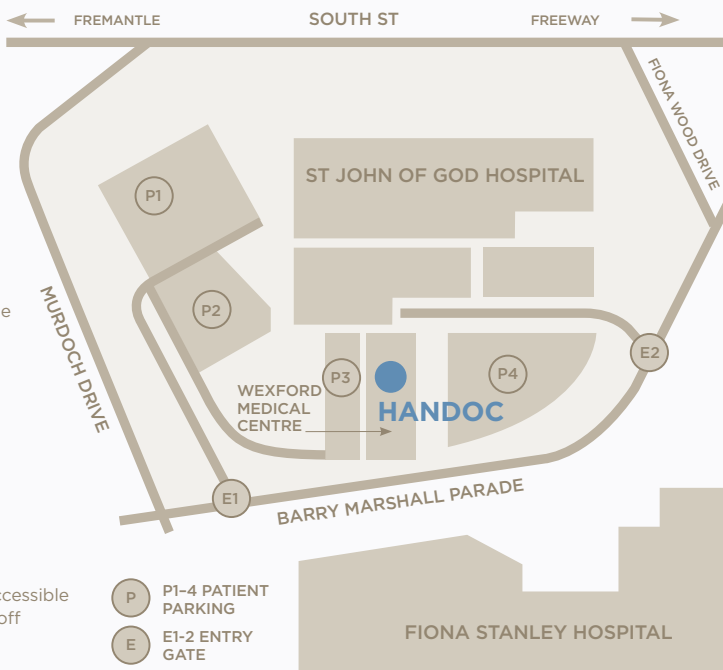 FREMANTLE
SOUTH ST
FREEWAY
FIONA WOOD DRIVE
ST JOHN OF GOD HOSPITAL
P1
P2
MURDOCH DRIVE
E2
P3
P4
WEXFORD
MEDICAL
CENTRE
HANDOC
E1
BARRY MARSHALL PARADE
P
P1–4 PATIENT
PARKING
E
E1-2 ENTRY
GATE
FIONA STANLEY HOSPITAL
off